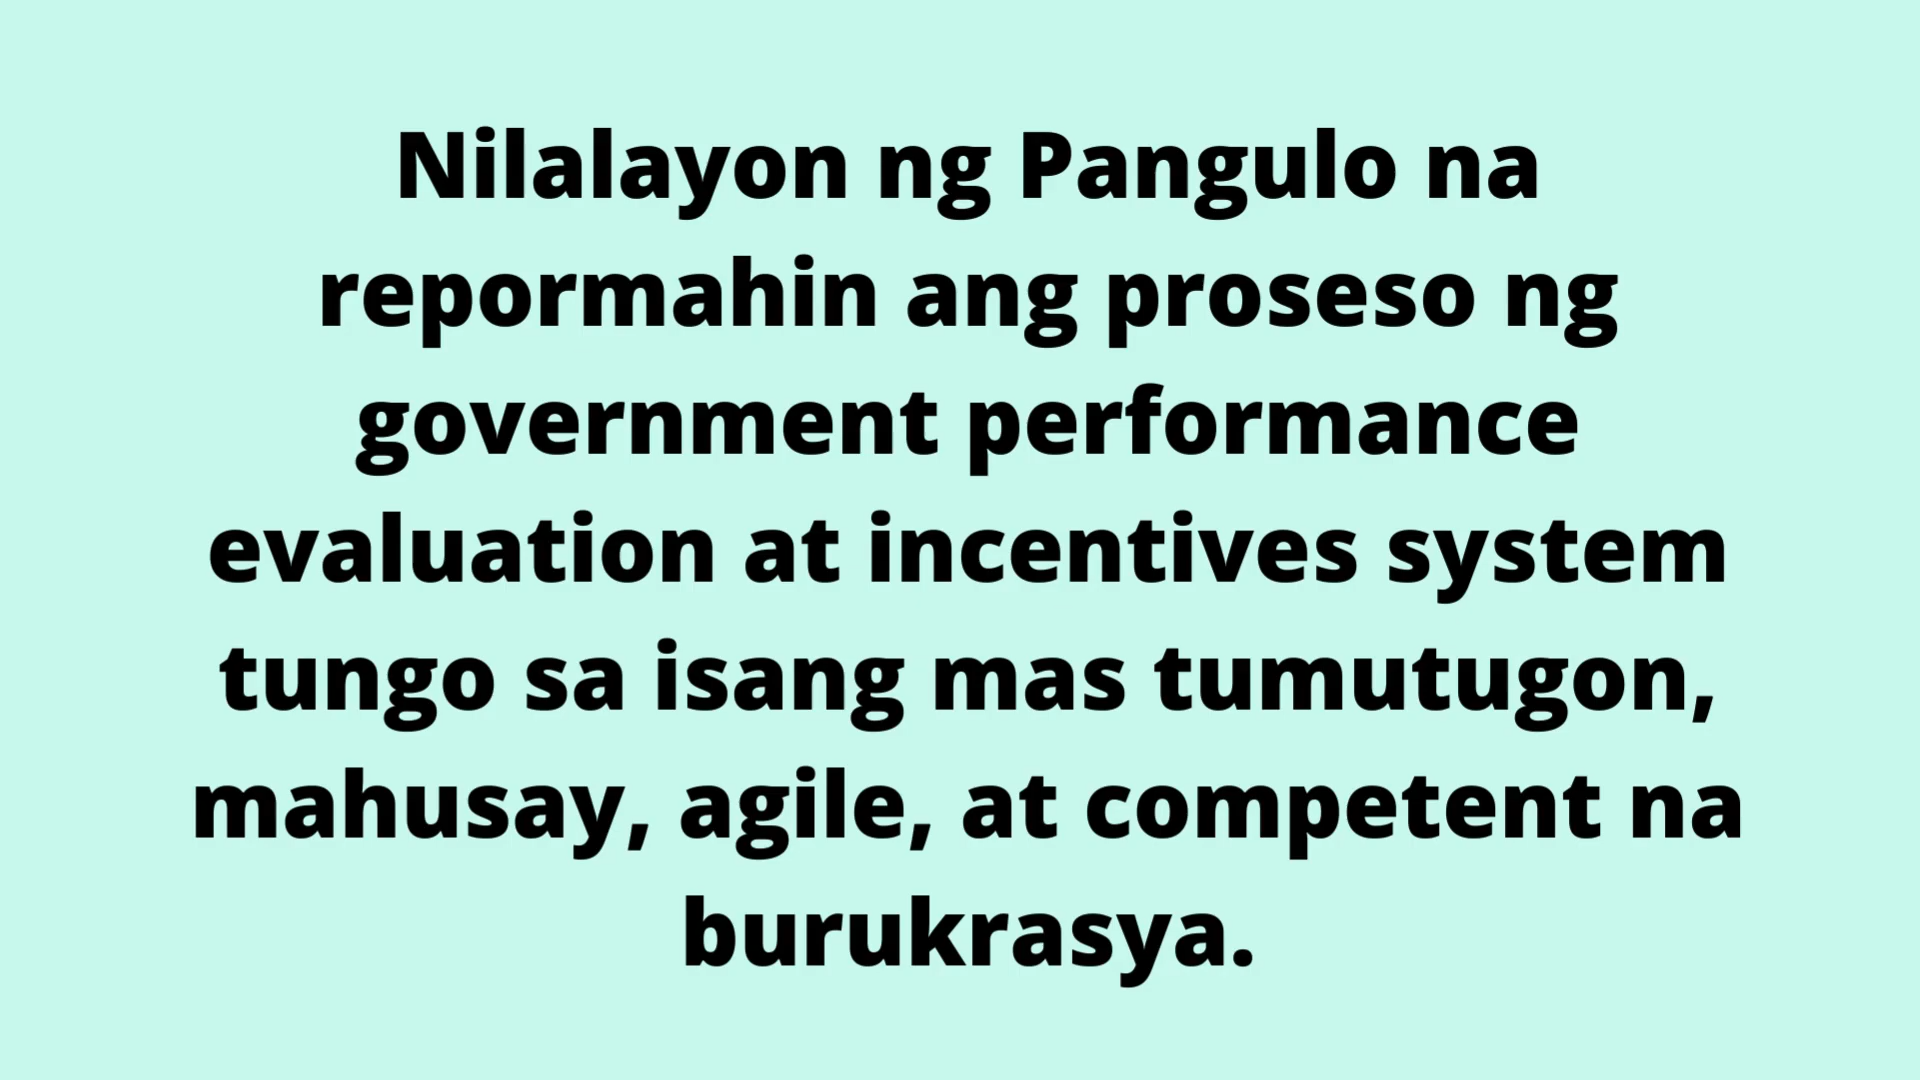 Nilalayon ng Pangulo na
repormahin ang proseso ng
government performance
evaluation at incentives system
tungo sa isang mas tumutugon,
mahusay, agile, at competent na
burukrasya.